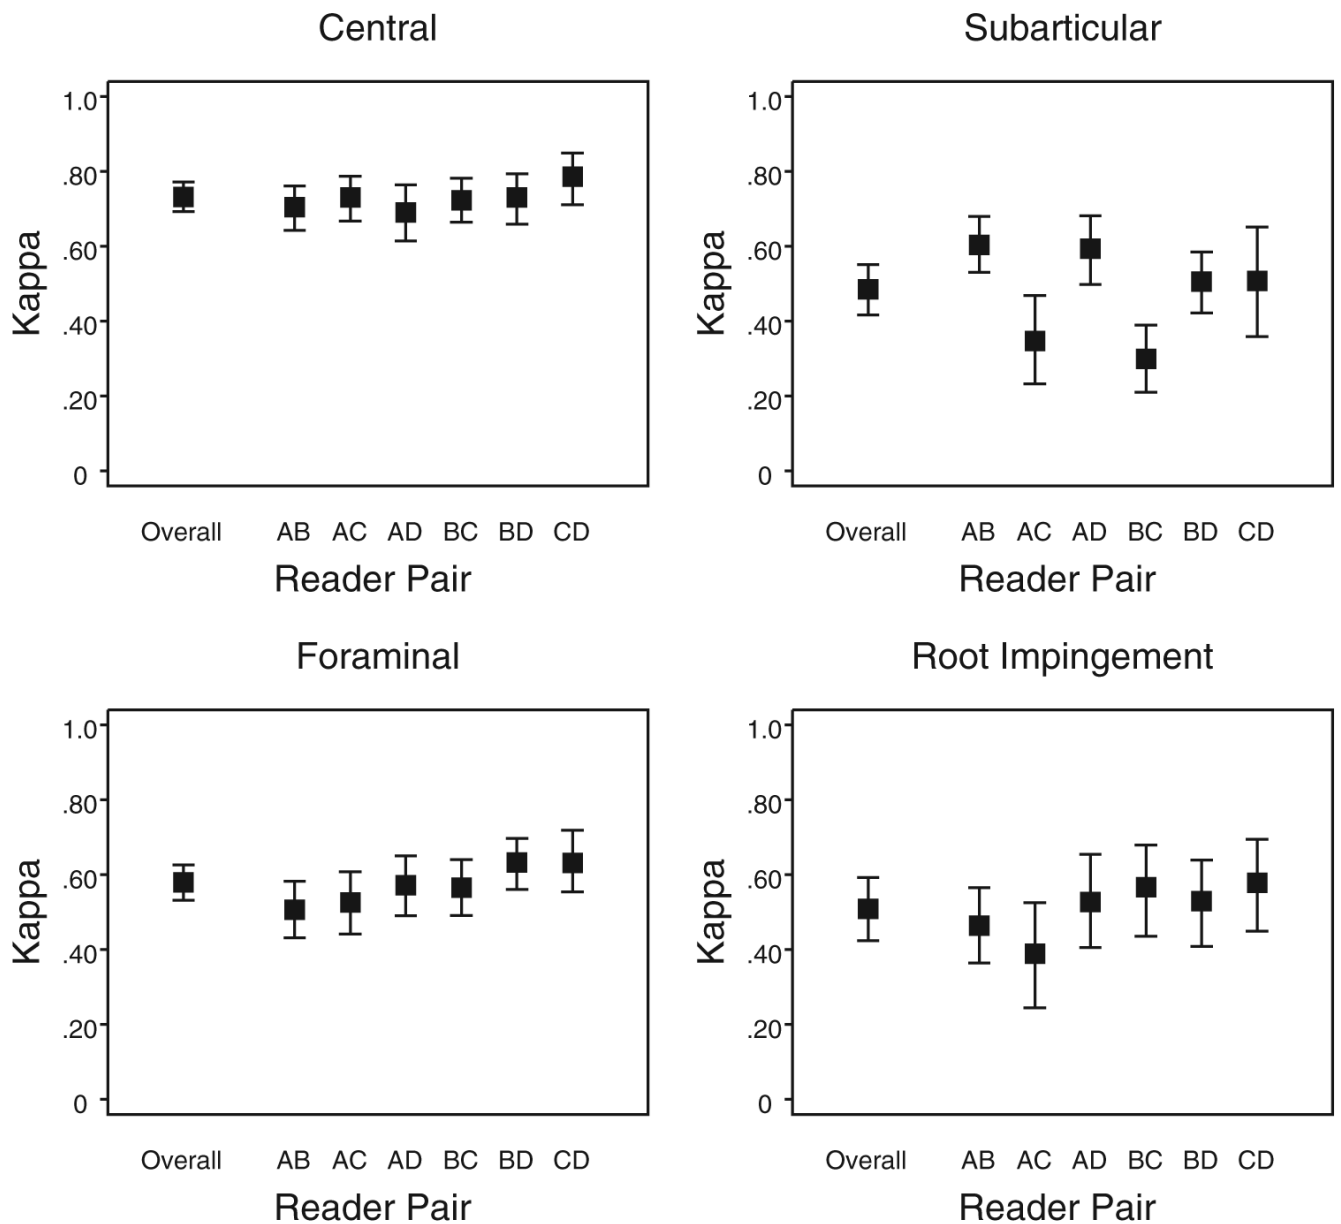 Central
Subarticular
1.0
.80
.60
.40
.20
0
Kappa
Overall AB AC AD BC BD CD
Reader Pair
1.0
.80
.60
.40
.20
0
Kappa
Overall AB AC AD BC BD CD
Reader Pair
Foraminal
Root Impingement
1.0
.80
.60
.40
.20
0
Kappa
Overall AB AC AD BC BD CD
Reader Pair
1.0
.80
.60
.40
.20
0
Kappa
Overall AB AC AD BC BD CD
Reader Pair